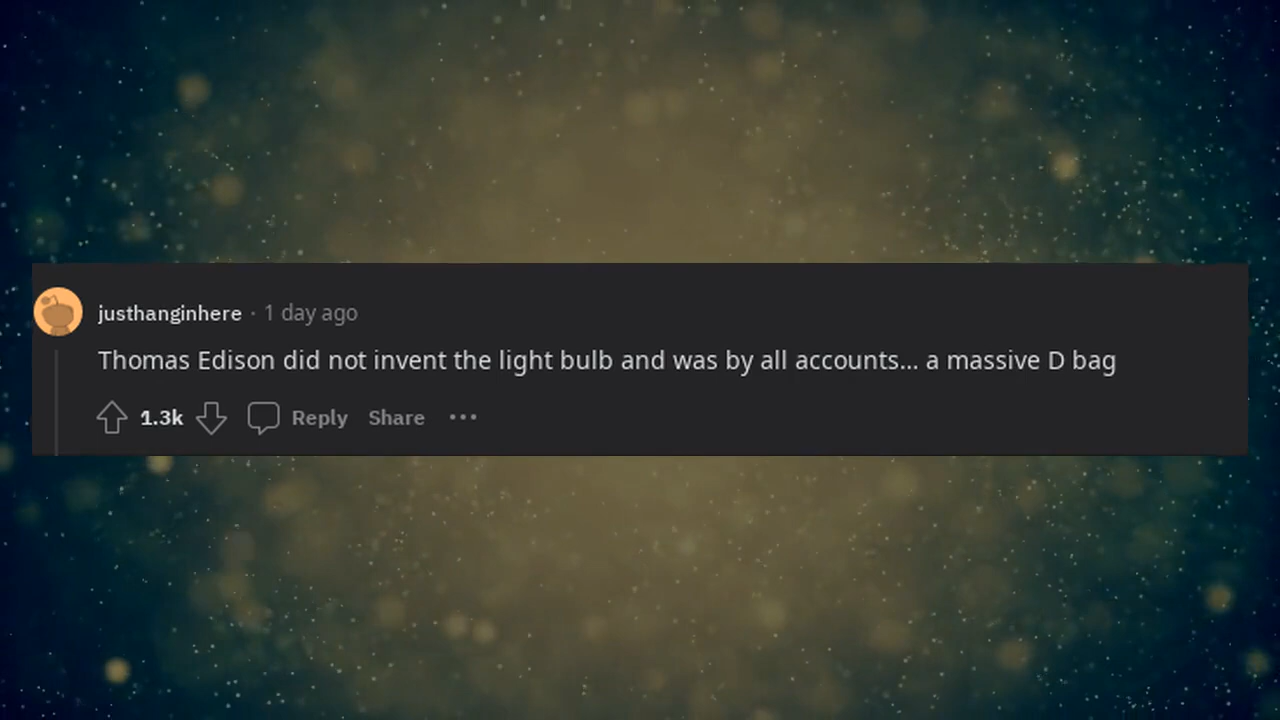 justhanginhere · 1 day ago
Thomas Edison did not invent the light bulb and was by all accounts... a massive D bag
1.3k Reply Share ···